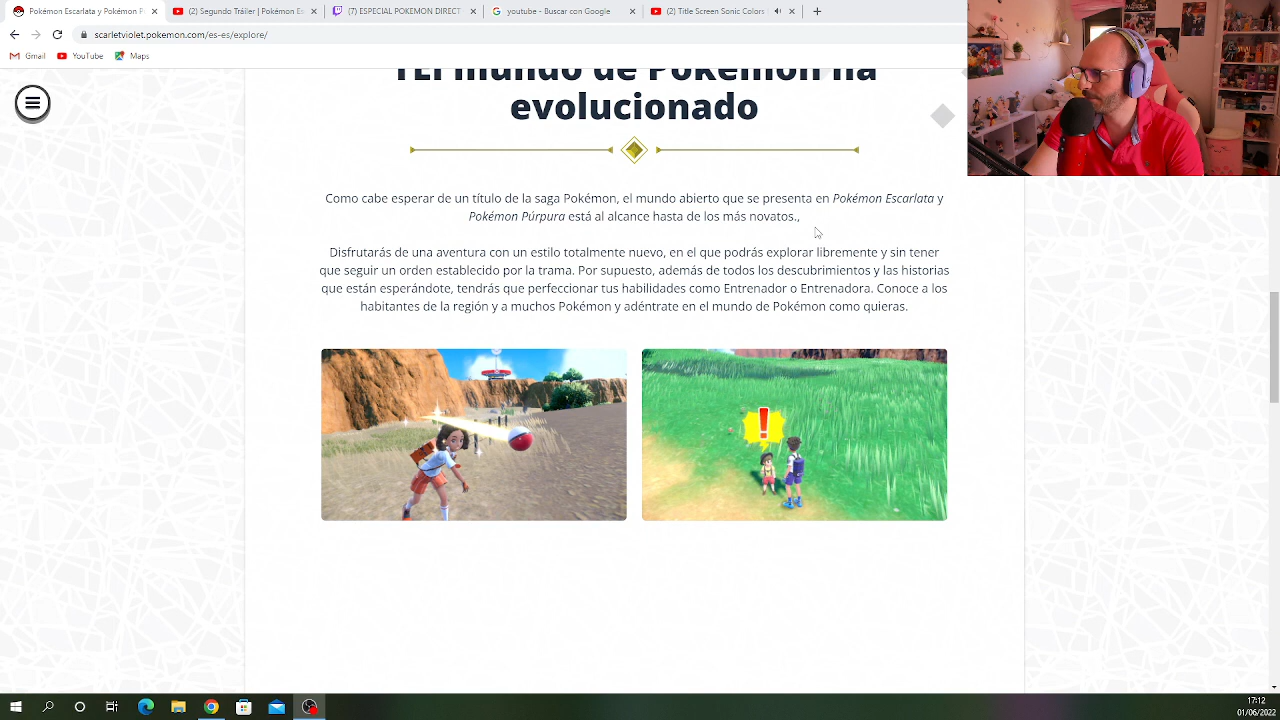 Pokémon Escarlata y Pokémon P
(2) Segundo Tráiler | Pokémon Es
(7) ESPECIAL POKEMON DIRECT
youtube - Buscar con Google
(2) Title Screen Sonic Colors
scarletviolet.pokemon.com/es-es/explore/
Gmail
YouTube
Maps
¡El mundo de Pokémon ha
evolucionado
Como cabe esperar de un título de la saga Pokémon, el mundo abierto que se presenta en Pokémon Escarlata y
Pokémon Púrpura está al alcance hasta de los más novatos.,
Disfrutarás de una aventura con un estilo totalmente nuevo, en el que podrás explorar libremente y sin tener
que seguir un orden establecido por la trama. Por supuesto, además de todos los descubrimientos y las historias
que están esperándote, tendrás que perfeccionar tus habilidades como Entrenador o Entrenadora. Conoce a los
habitantes de la región y a muchos Pokémon y adéntrate en el mundo de Pokémon como quieras.
!
17:12
01/06/2022